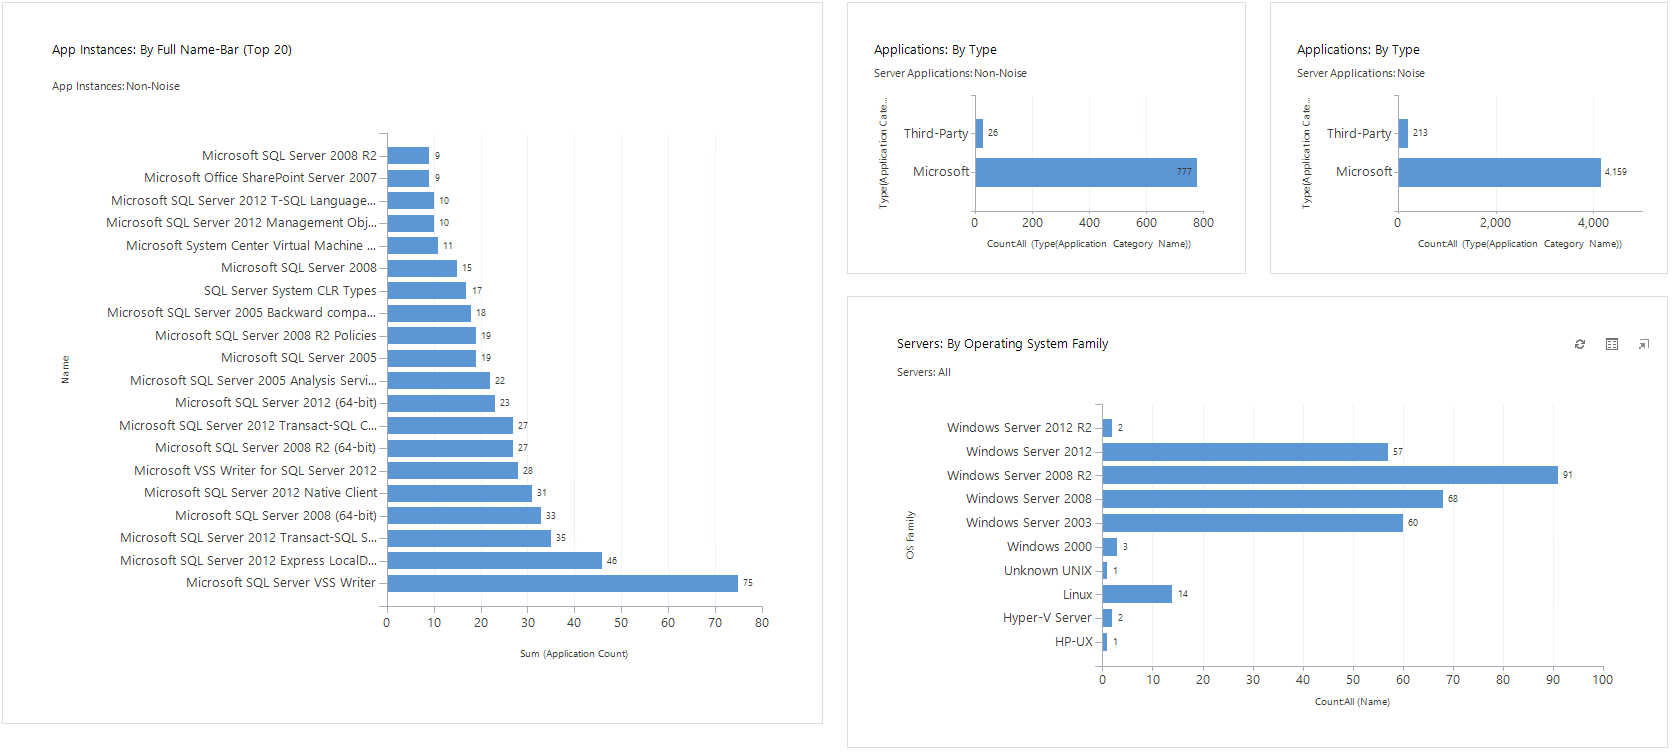 App Instances: By Full Name-Bar (Top 20)
App Instances: Non-Noise
Name
Microsoft SQL Server 2008 R2 9
Microsoft Office SharePoint Server 2007 9
Microsoft SQL Server 2012 T-SQL Language... 10
Microsoft SQL Server 2012 Management Obj... 10
Microsoft System Center Virtual Machine ... 11
Microsoft SQL Server 2008 15
SQL Server System CLR Types 17
Microsoft SQL Server 2005 Backward compa... 18
Microsoft SQL Server 2008 R2 Policies 19
Microsoft SQL Server 2005 19
Microsoft SQL Server 2005 Analysis Servi... 22
Microsoft SQL Server 2012 (64-bit) 23
Microsoft SQL Server 2012 Transact-SQL C... 27
Microsoft SQL Server 2008 R2 (64-bit) 27
Microsoft VSS Writer for SQL Server 2012 28
Microsoft SQL Server 2012 Native Client 31
Microsoft SQL Server 2008 (64-bit) 33
Microsoft SQL Server 2012 Transact-SQL S... 35
Microsoft SQL Server 2012 Express LocalD... 46
Microsoft SQL Server VSS Writer 75
0 10 20 30 40 50 60 70 80
Sum (Application Count)
Applications: By Type
Server Applications: Non-Noise
Type(Application Cate...
Third-Party 26
Microsoft 777
0 200 400 600 800
Count:All (Type(Application Category Name))
Applications: By Type
Server Applications: Noise
Type(Application Cate...
Third-Party 213
Microsoft 4,159
0 2,000 4,000
Count:All (Type(Application Category Name))
Servers: By Operating System Family
Servers: All
OS Family
Windows Server 2012 R2 2
Windows Server 2012 57
Windows Server 2008 R2 91
Windows Server 2008 68
Windows Server 2003 60
Windows 2000 3
Unknown UNIX 1
Linux 14
Hyper-V Server 2
HP-UX 1
0 10 20 30 40 50 60 70 80 90 100
Count:All (Name)